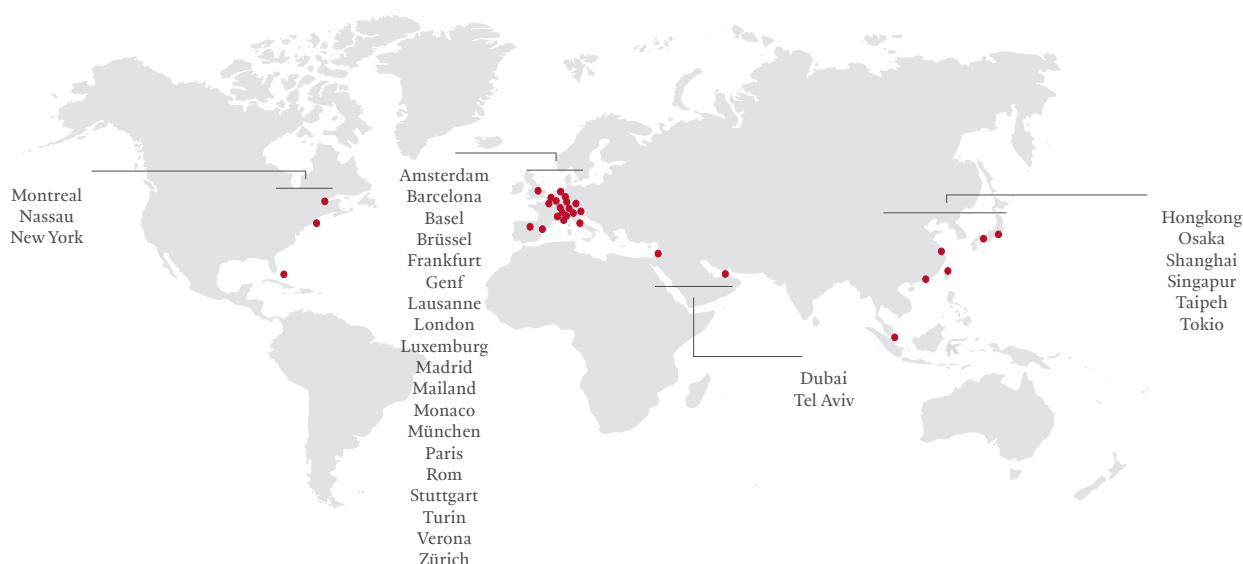 Montreal
Nassau
New York
Amsterdam
Barcelona
Basel
Brüssel
Frankfurt
Genf
Lausanne
London
Luxemburg
Madrid
Mailand
Monaco
München
Paris
Rom
Stuttgart
Turin
Verona
Zürich
Dubai
Tel Aviv
Hongkong
Osaka
Shanghai
Singapur
Taipeh
Tokio